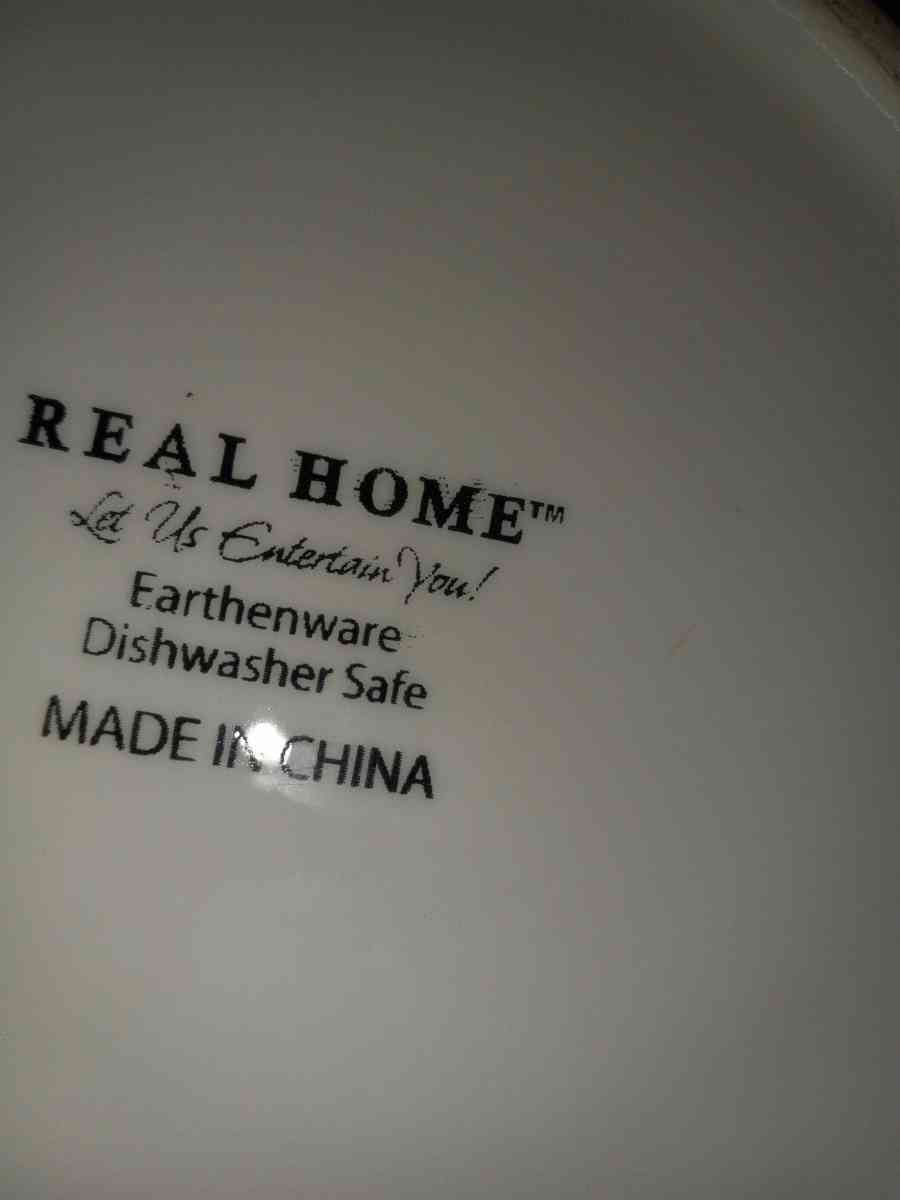 REAL HOME™
Let Us Entertain You!
Earthenware
Dishwasher Safe
MADE IN CHINA